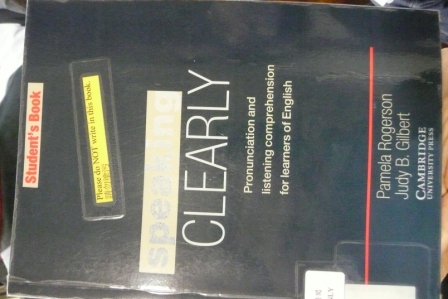 Student's Book
Please do NOT write in this book.
speaking
CLEARLY
Pronunciation and
listening comprehension
for learners of English
Pamela Rogerson
Judy B. Gilbert
CAMBRIDGE
UNIVERSITY PRESS